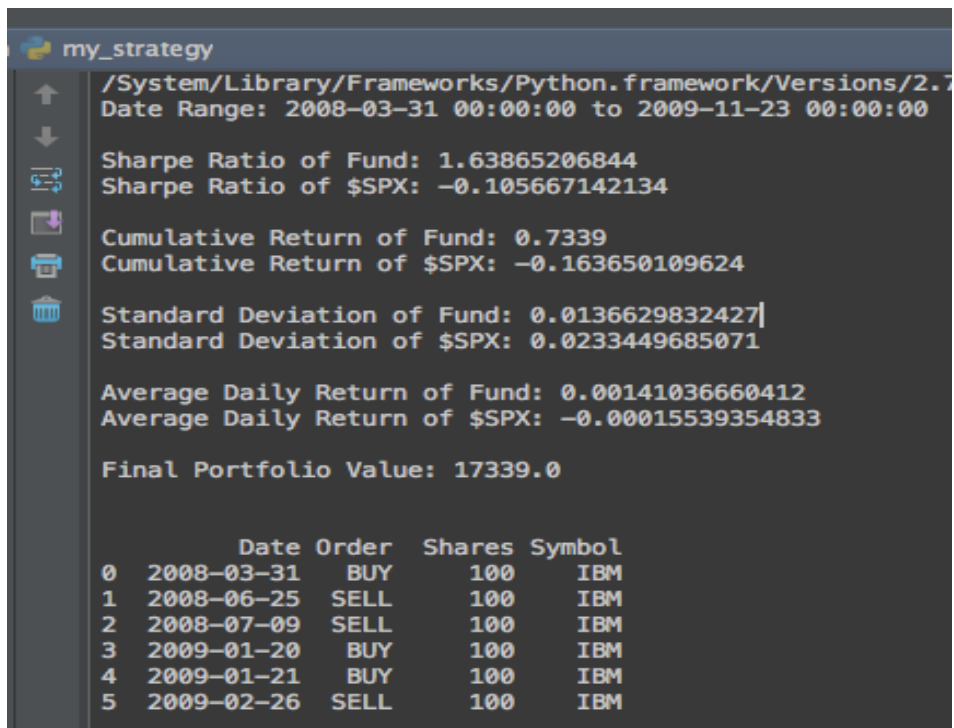 my_strategy
/System/Library/Frameworks/Python.framework/Versions/2.7
Date Range: 2008-03-31 00:00:00 to 2009-11-23 00:00:00
Sharpe Ratio of Fund: 1.63865206844
Sharpe Ratio of $SPX: -0.105667142134
Cumulative Return of Fund: 0.7339
Cumulative Return of $SPX: -0.163650109624
Standard Deviation of Fund: 0.0136629832427
Standard Deviation of $SPX: 0.0233449685071
Average Daily Return of Fund: 0.00141036660412
Average Daily Return of $SPX: -0.00015539354833
Final Portfolio Value: 17339.0
Date Order Shares Symbol
0 2008-03-31 BUY 100 IBM
1 2008-06-25 SELL 100 IBM
2 2008-07-09 SELL 100 IBM
3 2009-01-20 BUY 100 IBM
4 2009-01-21 BUY 100 IBM
5 2009-02-26 SELL 100 IBM